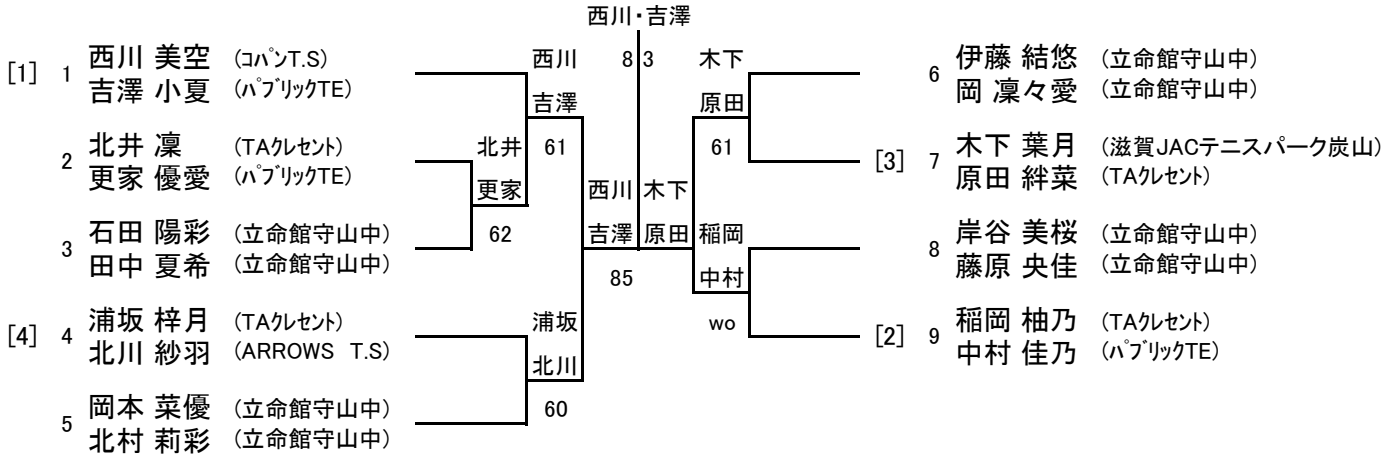 西川・吉澤
8 3
[1] 1 西川 美空 (コパンT.S)
吉澤 小夏 (パブリックTE)
2 北井 凜 (TAクレセント)
更家 優愛 (パブリックTE)
3 石田 陽彩 (立命館守山中)
田中 夏希 (立命館守山中)
[4] 4 浦坂 梓月 (TAクレセント)
北川 紗羽 (ARROWS T.S)
5 岡本 菜優 (立命館守山中)
北村 莉彩 (立命館守山中)
北井
更家
62
西川
吉澤
61
浦坂
北川
60
西川
吉澤
85
木下
原田
木下
原田
61
稲岡
中村
wo
6 伊藤 結悠 (立命館守山中)
岡 凜々愛 (立命館守山中)
[3] 7 木下 葉月 (滋賀JACテニスパーク炭山)
原田 絆菜 (TAクレセント)
8 岸谷 美桜 (立命館守山中)
藤原 央佳 (立命館守山中)
[2] 9 稲岡 柚乃 (TAクレセント)
中村 佳乃 (パブリックTE)